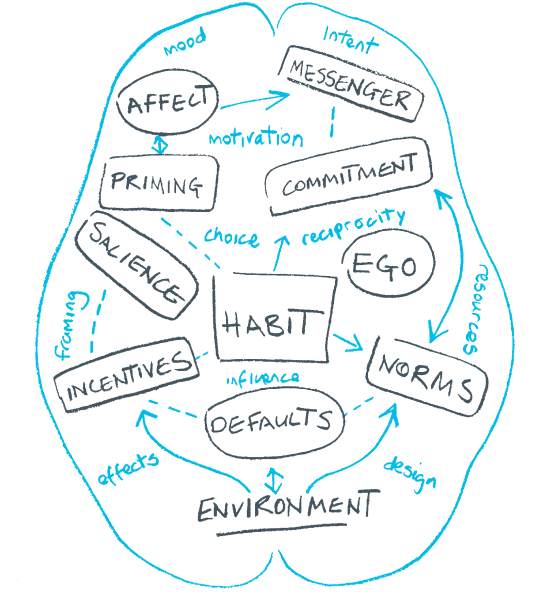 mood
Intent
MESSENGER
AFFECT
motivation
PRIMING
COMMITMENT
SALIENCE
choice
reciprocity
EGO
resources
framing
HABIT
INCENTIVES
influence
NORMS
DEFAULTS
effects
design
ENVIRONMENT